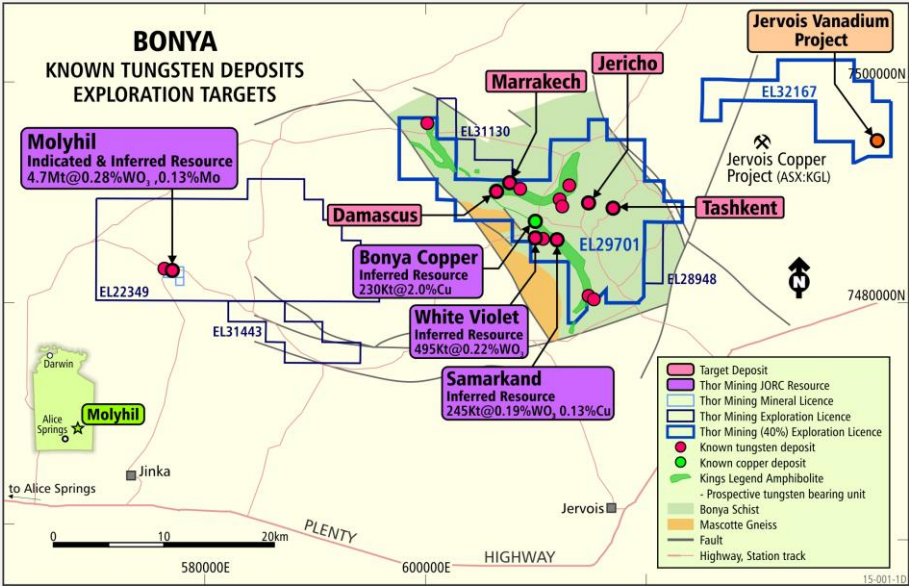 BONYA
KNOWN TUNGSTEN DEPOSITS
EXPLORATION TARGETS
Jervois Vanadium
Project
7500000N
EL32167
Jervois Copper
Project (ASX:KGL)
Marrakech
Jericho
EL31130
Molyhil
Indicated & Inferred Resource
4.7Mt@0.28%WO3 ,0.13%Mo
Damascus
Tashkent
Bonya Copper
Inferred Resource
230Kt@2.0%Cu
EL29701
EL28948
EL22349
EL31443
7480000N
N
White Violet
Inferred Resource
495Kt@0.22%WO3
Samarkand
Inferred Resource
245Kt@0.19%WO3 0.13%Cu
Darwin
Alice
Springs
Molyhil
Jinka
to Alice Springs
Jervois
PLENTY
HIGHWAY
0 10 20km
580000E
600000E
Target Deposit
Thor Mining JORC Resource
Thor Mining Mineral Licence
Thor Mining Exploration Licence
Thor Mining (40%) Exploration Licence
Known tungsten deposit
Known copper deposit
Kings Legend Amphibolite
- Prospective tungsten bearing unit
Bonya Schist
Mascotte Gneiss
Fault
Highway, Station track
15-001-1D